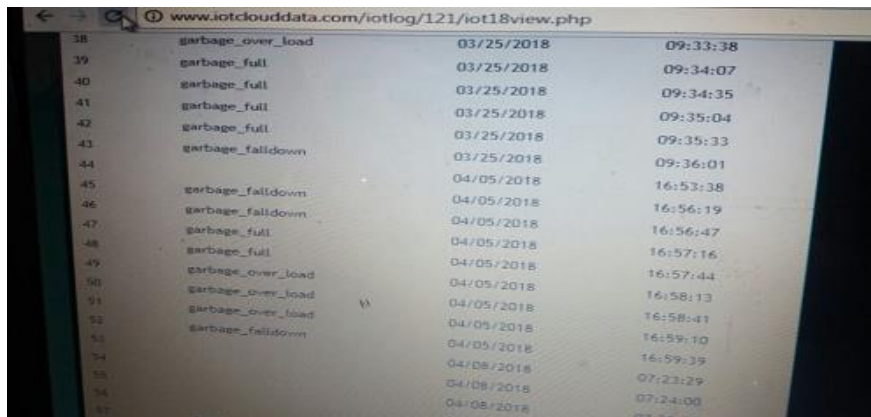 www.iotclouddata.com/iotlog/121/iot18view.php
38 garbage_over_load 03/25/2018 09:33:38
39 garbage_full 03/25/2018 09:34:07
40 garbage_full 03/25/2018 09:34:35
41 garbage_full 03/25/2018 09:35:04
42 garbage_full 03/25/2018 09:35:33
43 garbage_falldown 03/25/2018 09:36:01
44 04/05/2018 16:53:38
45 garbage_falldown 04/05/2018 16:56:19
46 garbage_falldown 04/05/2018 16:56:47
47 garbage_full 04/05/2018 16:57:16
48 garbage_full 04/05/2018 16:57:44
49 garbage_over_load 04/05/2018 16:58:13
50 garbage_over_load 04/05/2018 16:58:41
51 garbage_over_load 04/05/2018 16:59:10
52 garbage_falldown 04/05/2018 16:59:39
53 04/08/2018 07:23:29
54 04/08/2018 07:24:00
55 04/08/2018